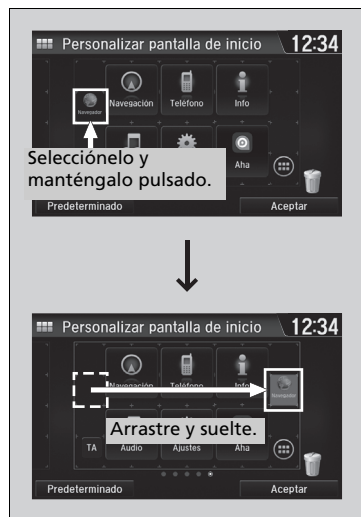 Personalizar pantalla de inicio 12:34
Navegador Navegación Teléfono Info
Aha
Selecciónelo y
manténgalo pulsado.
Predeterminado Aceptar
Personalizar pantalla de inicio 12:34
Navegación Teléfono Info Navegador
Arrastre y suelte.
TA Audio Ajustes Aha
Predeterminado Aceptar